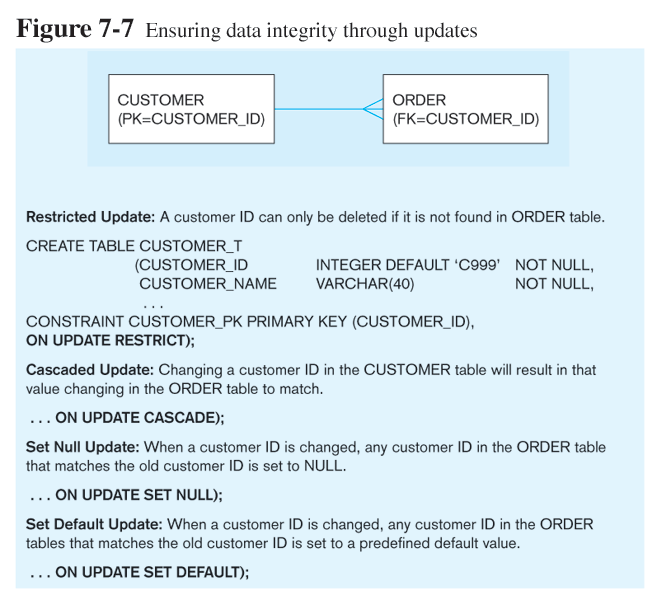 Figure 7-7 Ensuring data integrity through updates
CUSTOMER
(PK=CUSTOMER_ID)
ORDER
(FK=CUSTOMER_ID)
Restricted Update: A customer ID can only be deleted if it is not found in ORDER table.
CREATE TABLE CUSTOMER_T
(CUSTOMER_ID INTEGER DEFAULT ‘C999’ NOT NULL,
CUSTOMER_NAME VARCHAR(40) NOT NULL,
. . .
CONSTRAINT CUSTOMER_PK PRIMARY KEY (CUSTOMER_ID),
ON UPDATE RESTRICT);
Cascaded Update: Changing a customer ID in the CUSTOMER table will result in that
value changing in the ORDER table to match.
. . . ON UPDATE CASCADE);
Set Null Update: When a customer ID is changed, any customer ID in the ORDER table
that matches the old customer ID is set to NULL.
. . . ON UPDATE SET NULL);
Set Default Update: When a customer ID is changed, any customer ID in the ORDER
tables that matches the old customer ID is set to a predefined default value.
. . . ON UPDATE SET DEFAULT);